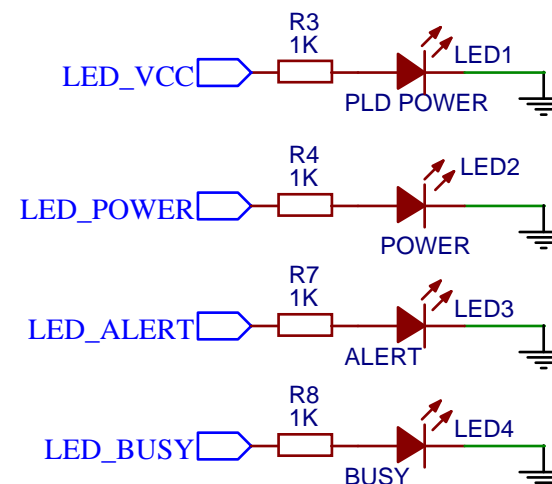 R3
1K
LED1
LED_VCC
PLD POWER
R4
1K
LED2
LED_POWER
POWER
R7
1K
LED3
LED_ALERT
ALERT
R8
1K
LED4
LED_BUSY
BUSY